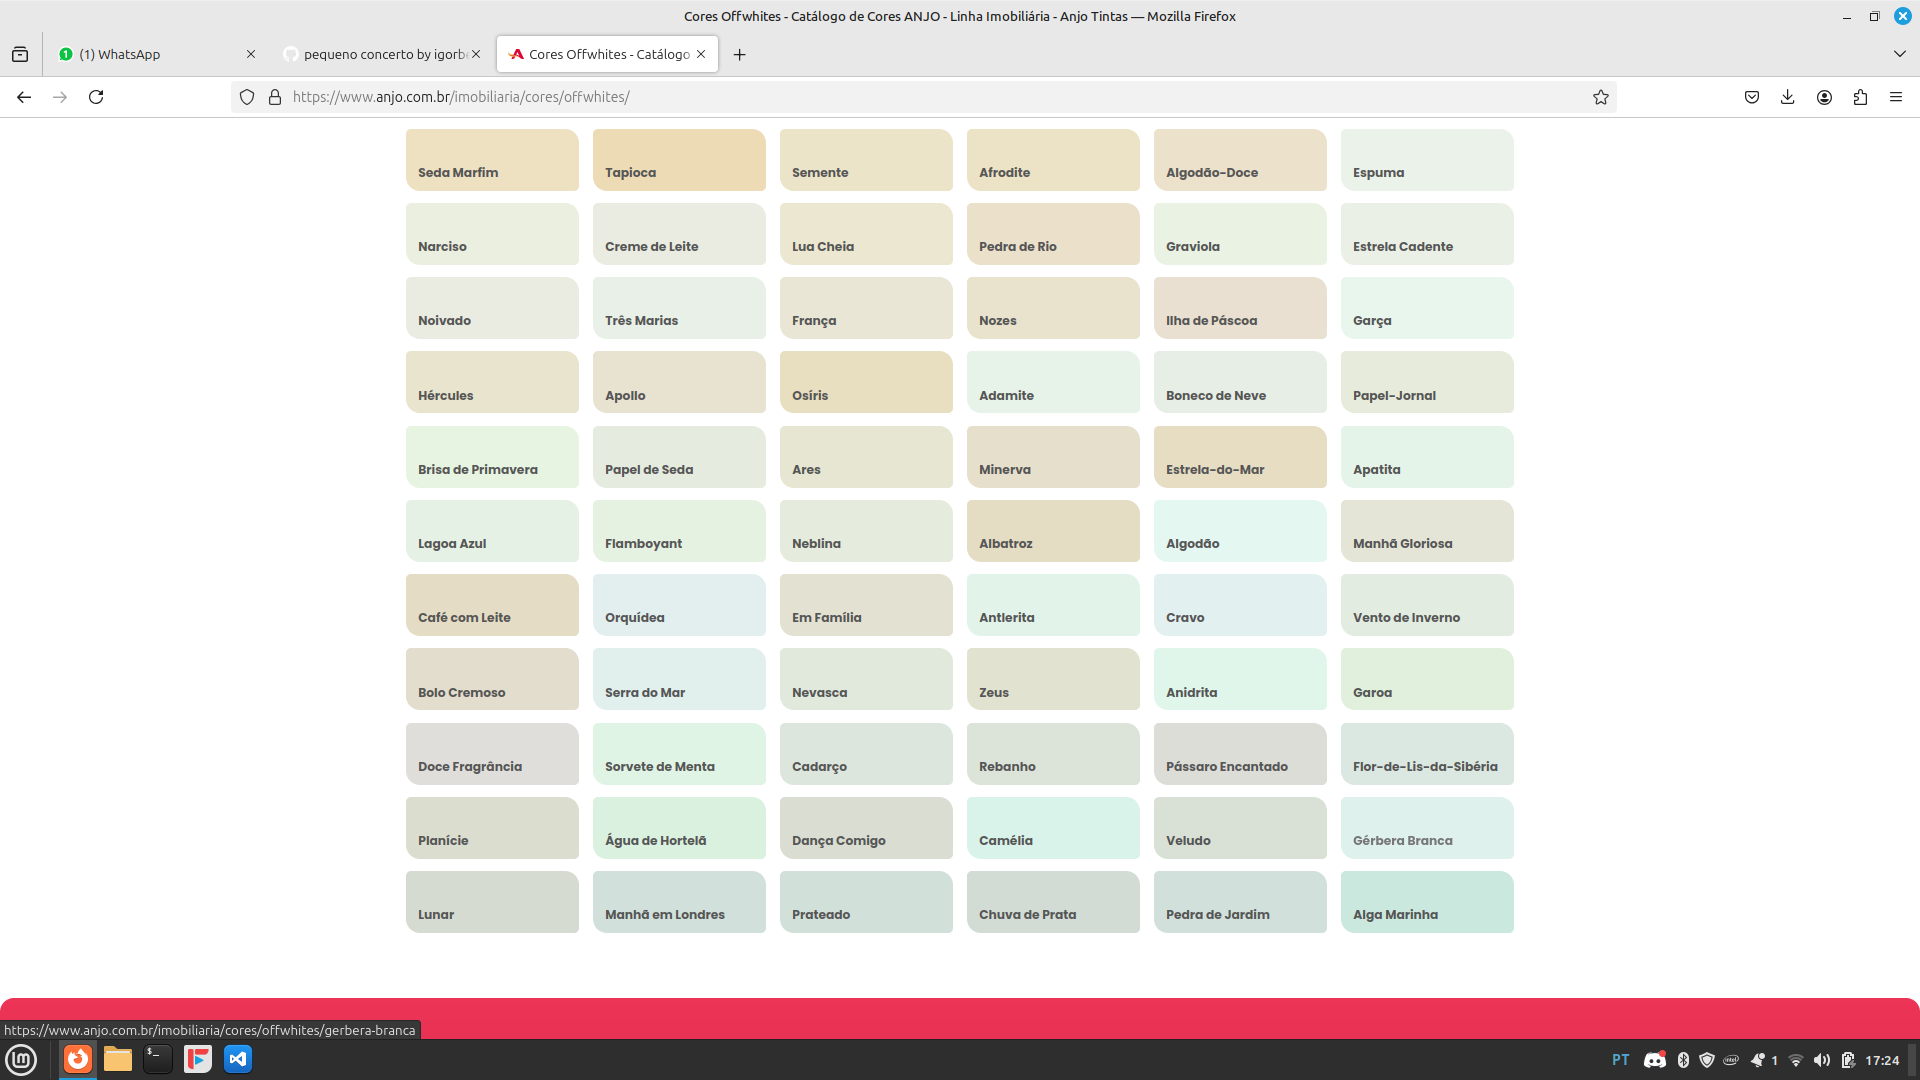 Cores Offwhites - Catálogo de Cores ANJO - Linha Imobiliária - Anjo Tintas — Mozilla Firefox
(1) WhatsApp
pequeno concerto by igorb
Cores Offwhites - Catálogo
https://www.anjo.com.br/imobiliaria/cores/offwhites/
Seda Marfim
Tapioca
Semente
Afrodite
Algodão-Doce
Espuma
Narciso
Creme de Leite
Lua Cheia
Pedra de Rio
Graviola
Estrela Cadente
Noivado
Três Marias
França
Nozes
Ilha de Páscoa
Garça
Hércules
Apollo
Osíris
Adamite
Boneco de Neve
Papel-Jornal
Brisa de Primavera
Papel de Seda
Ares
Minerva
Estrela-do-Mar
Apatita
Lagoa Azul
Flamboyant
Neblina
Albatroz
Algodão
Manhã Gloriosa
Café com Leite
Orquídea
Em Família
Antlerita
Cravo
Vento de Inverno
Bolo Cremoso
Serra do Mar
Nevasca
Zeus
Anidrita
Garoa
Doce Fragrância
Sorvete de Menta
Cadarço
Rebanho
Pássaro Encantado
Flor-de-Lis-da-Sibéria
Planície
Água de Hortelã
Dança Comigo
Camélia
Veludo
Gérbera Branca
Lunar
Manhã em Londres
Prateado
Chuva de Prata
Pedra de Jardim
Alga Marinha
https://www.anjo.com.br/imobiliaria/cores/offwhites/gerbera-branca
PT
1
17:24